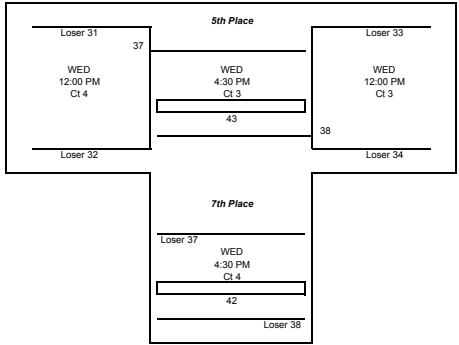 5th Place
Loser 31
Loser 33
37
WED
12:00 PM
Ct 4
WED
4:30 PM
Ct 3
WED
12:00 PM
Ct 3
43
38
Loser 32
Loser 34
7th Place
Loser 37
WED
4:30 PM
Ct 4
42
Loser 38